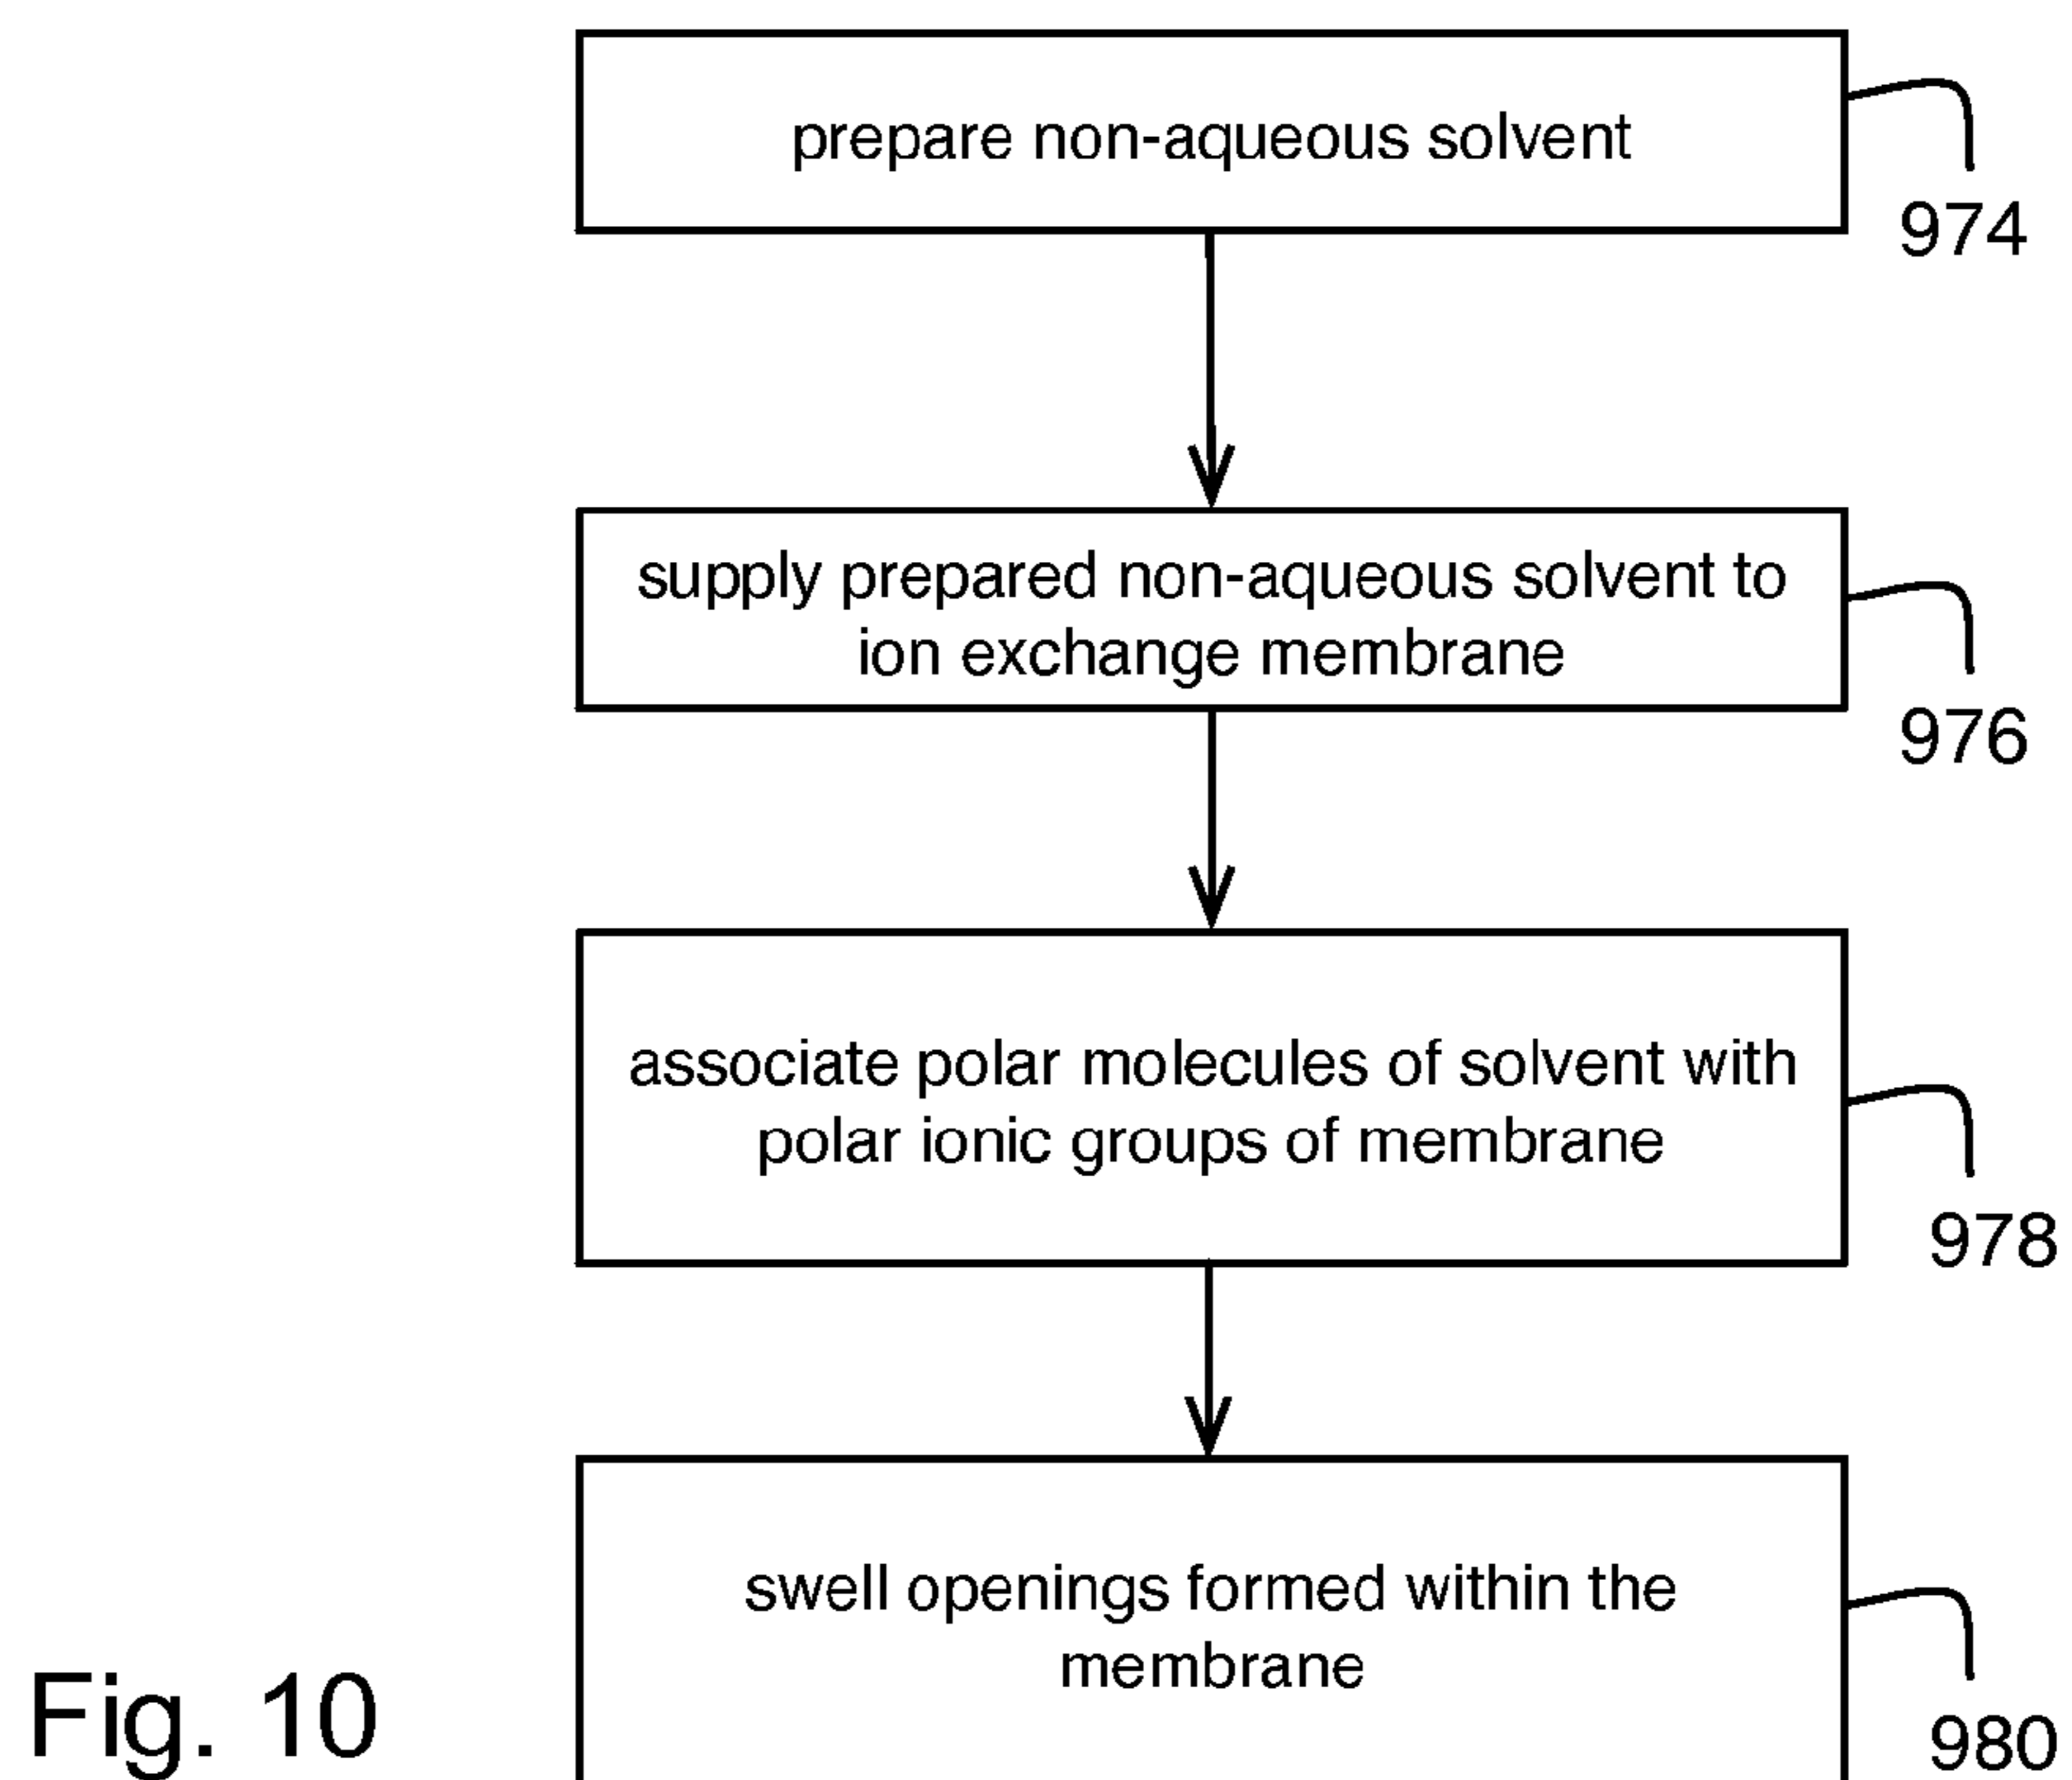 prepare non-aqueous solvent
974
supply prepared non-aqueous solvent to
ion exchange membrane
976
associate polar molecules of solvent with
polar ionic groups of membrane
978
swell openings formed within the
membrane
980
Fig. 10